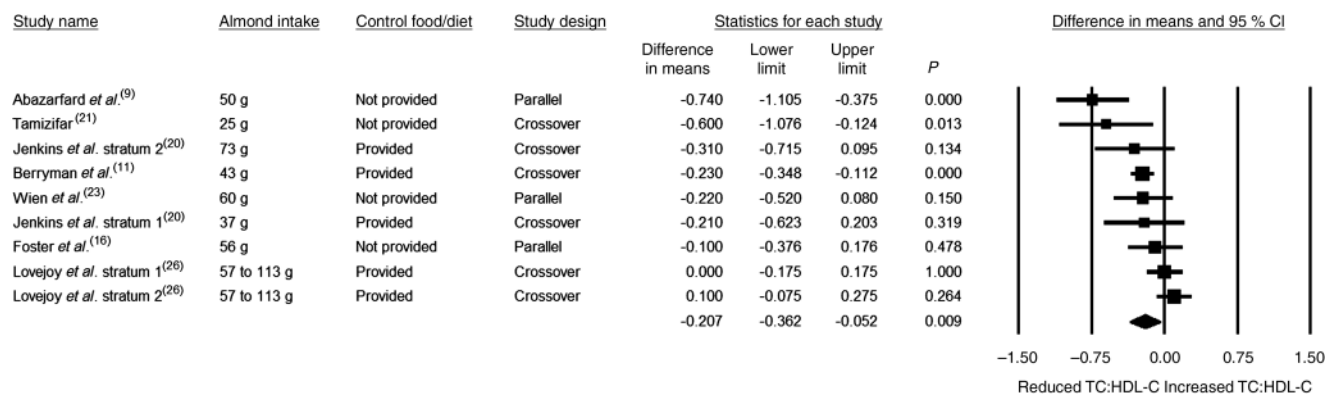 Study name Almond intake Control food/diet Study design Statistics for each study Difference in means and 95 % CI
Difference in means Lower limit Upper limit P
Abazarfard et al.(9) 50 g Not provided Parallel -0.740 -1.105 -0.375 0.000
Tamizifar(21) 25 g Not provided Crossover -0.600 -1.076 -0.124 0.013
Jenkins et al. stratum 2(20) 73 g Provided Crossover -0.310 -0.715 0.095 0.134
Berryman et al.(11) 43 g Provided Crossover -0.230 -0.348 -0.112 0.000
Wien et al.(23) 60 g Not provided Parallel -0.220 -0.520 0.080 0.150
Jenkins et al. stratum 1(20) 37 g Provided Crossover -0.210 -0.623 0.203 0.319
Foster et al.(16) 56 g Not provided Parallel -0.100 -0.376 0.176 0.478
Lovejoy et al. stratum 1(26) 57 to 113 g Provided Crossover 0.000 -0.175 0.175 1.000
Lovejoy et al. stratum 2(26) 57 to 113 g Provided Crossover 0.100 -0.075 0.275 0.264
-0.207 -0.362 -0.052 0.009
–1.50 –0.75 0.00 0.75 1.50
Reduced TC:HDL-C Increased TC:HDL-C